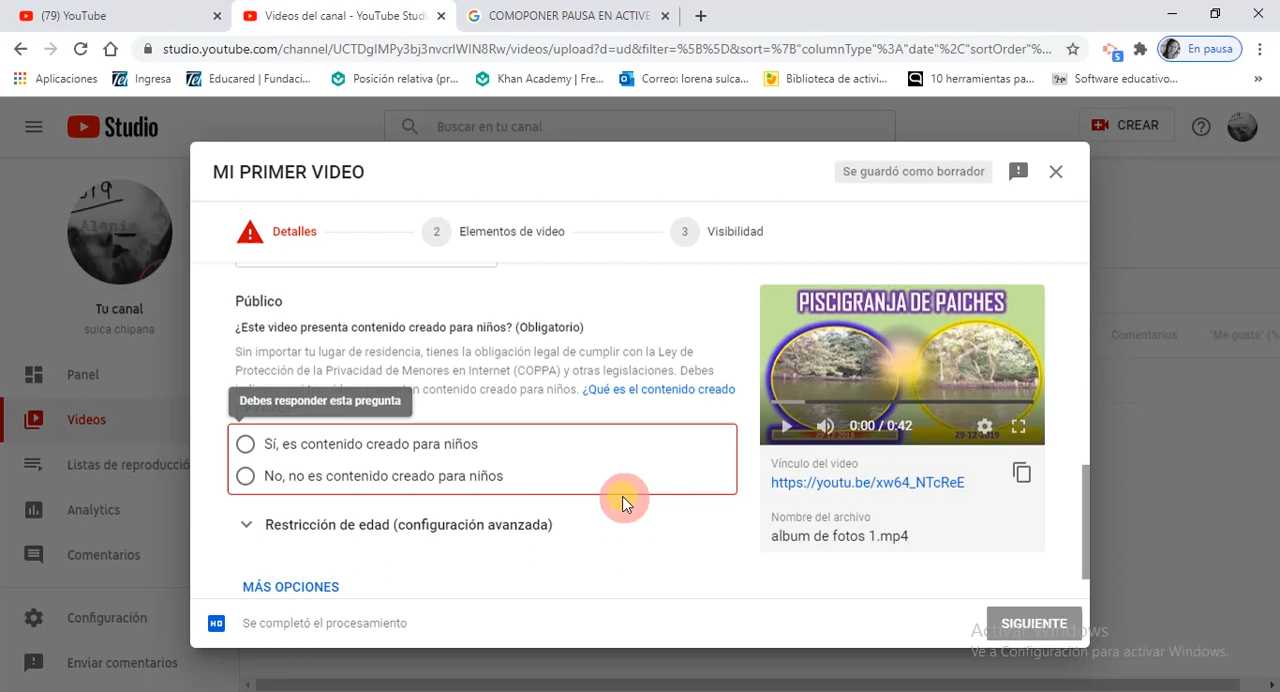 (79) YouTube
Videos del canal - YouTube Studi
COMOPONER PAUSA EN ACTIVE
studio.youtube.com/channel/UCTDgIMPy3bj3nvcrIWIN8Rw/videos/upload?d=ud&filter=%5B%5D&sort=%7B"columnType"%3A"date"%2C"sortOrder"%...
En pausa
Aplicaciones
Ingresa
Educared | Fundaci...
Posición relativa (pr...
Khan Academy | Fre...
Correo: lorena sulca...
Biblioteca de activi...
10 herramientas pa...
Software educativo...
»
Studio
Buscar en tu canal
CREAR
MI PRIMER VIDEO
Se guardó como borrador
Detalles
2
Elementos de video
3
Visibilidad
Tu canal
sulca chipana
Panel
Videos
Listas de reproducció
Analytics
Comentarios
Configuración
Enviar comentarios
Público
¿Este video presenta contenido creado para niños? (Obligatorio)
Sin importar tu lugar de residencia, tienes la obligación legal de cumplir con la Ley de
Protección de la Privacidad de Menores en Internet (COPPA) y otras legislaciones. Debes
¿Qué es el contenido creado
Debes responder esta pregunta
Sí, es contenido creado para niños
No, no es contenido creado para niños
Restricción de edad (configuración avanzada)
MÁS OPCIONES
PISCIGRANJA DE PAICHES
0:00 / 0:42
29-12-2019
Vínculo del video
https://youtu.be/xw64_NTcReE
Nombre del archivo
album de fotos 1.mp4
Comentarios
"Me gusta" (%
HD
Se completó el procesamiento
SIGUIENTE
Activar Windows
Ve a Configuración para activar Windows.